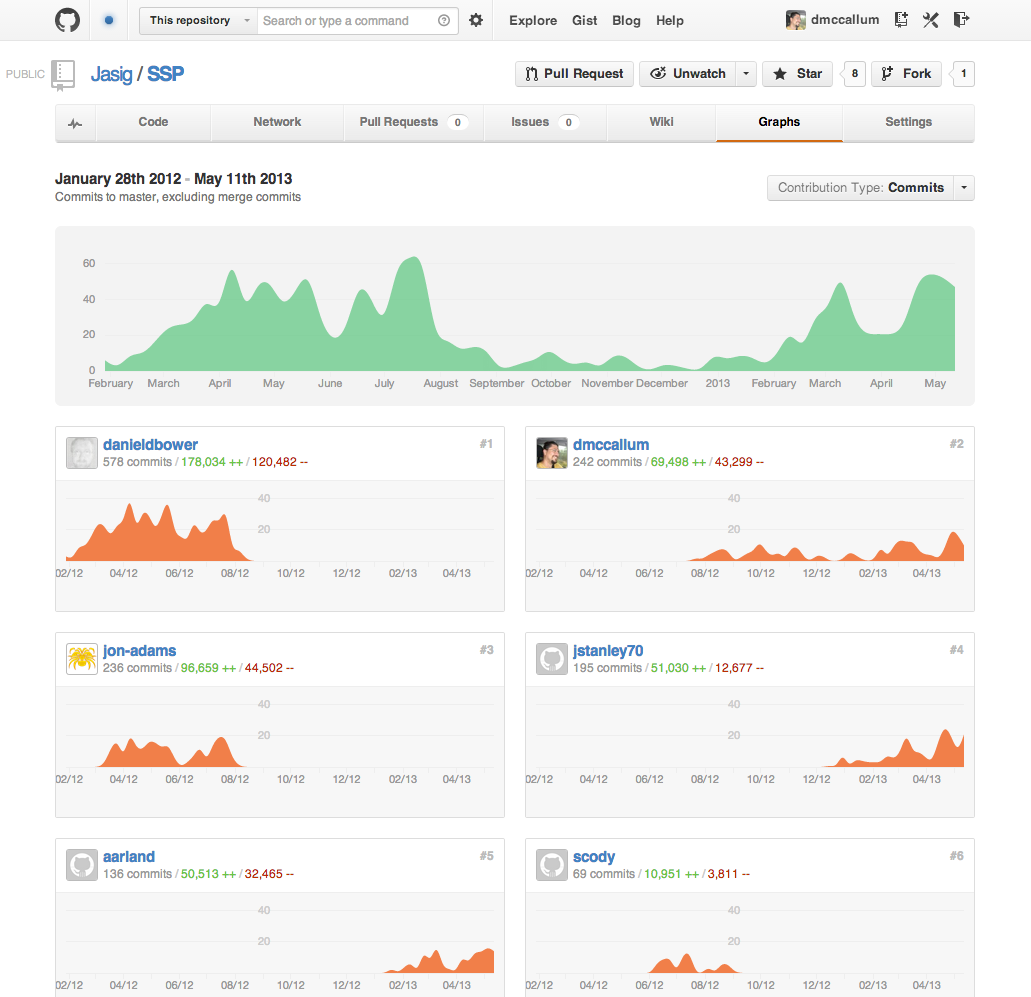 This repository Search or type a command Explore Gist Blog Help dmccallum
PUBLIC Jasig / SSP Pull Request Unwatch Star 8 Fork 1
Code Network Pull Requests 0 Issues 0 Wiki Graphs Settings
January 28th 2012 - May 11th 2013
Commits to master, excluding merge commits
Contribution Type: Commits
60
40
20
0
February March April May June July August September October November December 2013 February March April May
danieldbower #1
578 commits / 178,034 ++ / 120,482 --
40
20
02/12 04/12 06/12 08/12 10/12 12/12 02/13 04/13
dmccallum #2
242 commits / 69,498 ++ / 43,299 --
40
20
02/12 04/12 06/12 08/12 10/12 12/12 02/13 04/13
jon-adams #3
236 commits / 96,659 ++ / 44,502 --
40
20
02/12 04/12 06/12 08/12 10/12 12/12 02/13 04/13
jstanley70 #4
195 commits / 51,030 ++ / 12,677 --
40
20
02/12 04/12 06/12 08/12 10/12 12/12 02/13 04/13
aarland #5
136 commits / 50,513 ++ / 32,465 --
40
20
02/12 04/12 06/12 08/12 10/12 12/12 02/13 04/13
scody #6
69 commits / 10,951 ++ / 3,811 --
40
20
02/12 04/12 06/12 08/12 10/12 12/12 02/13 04/13